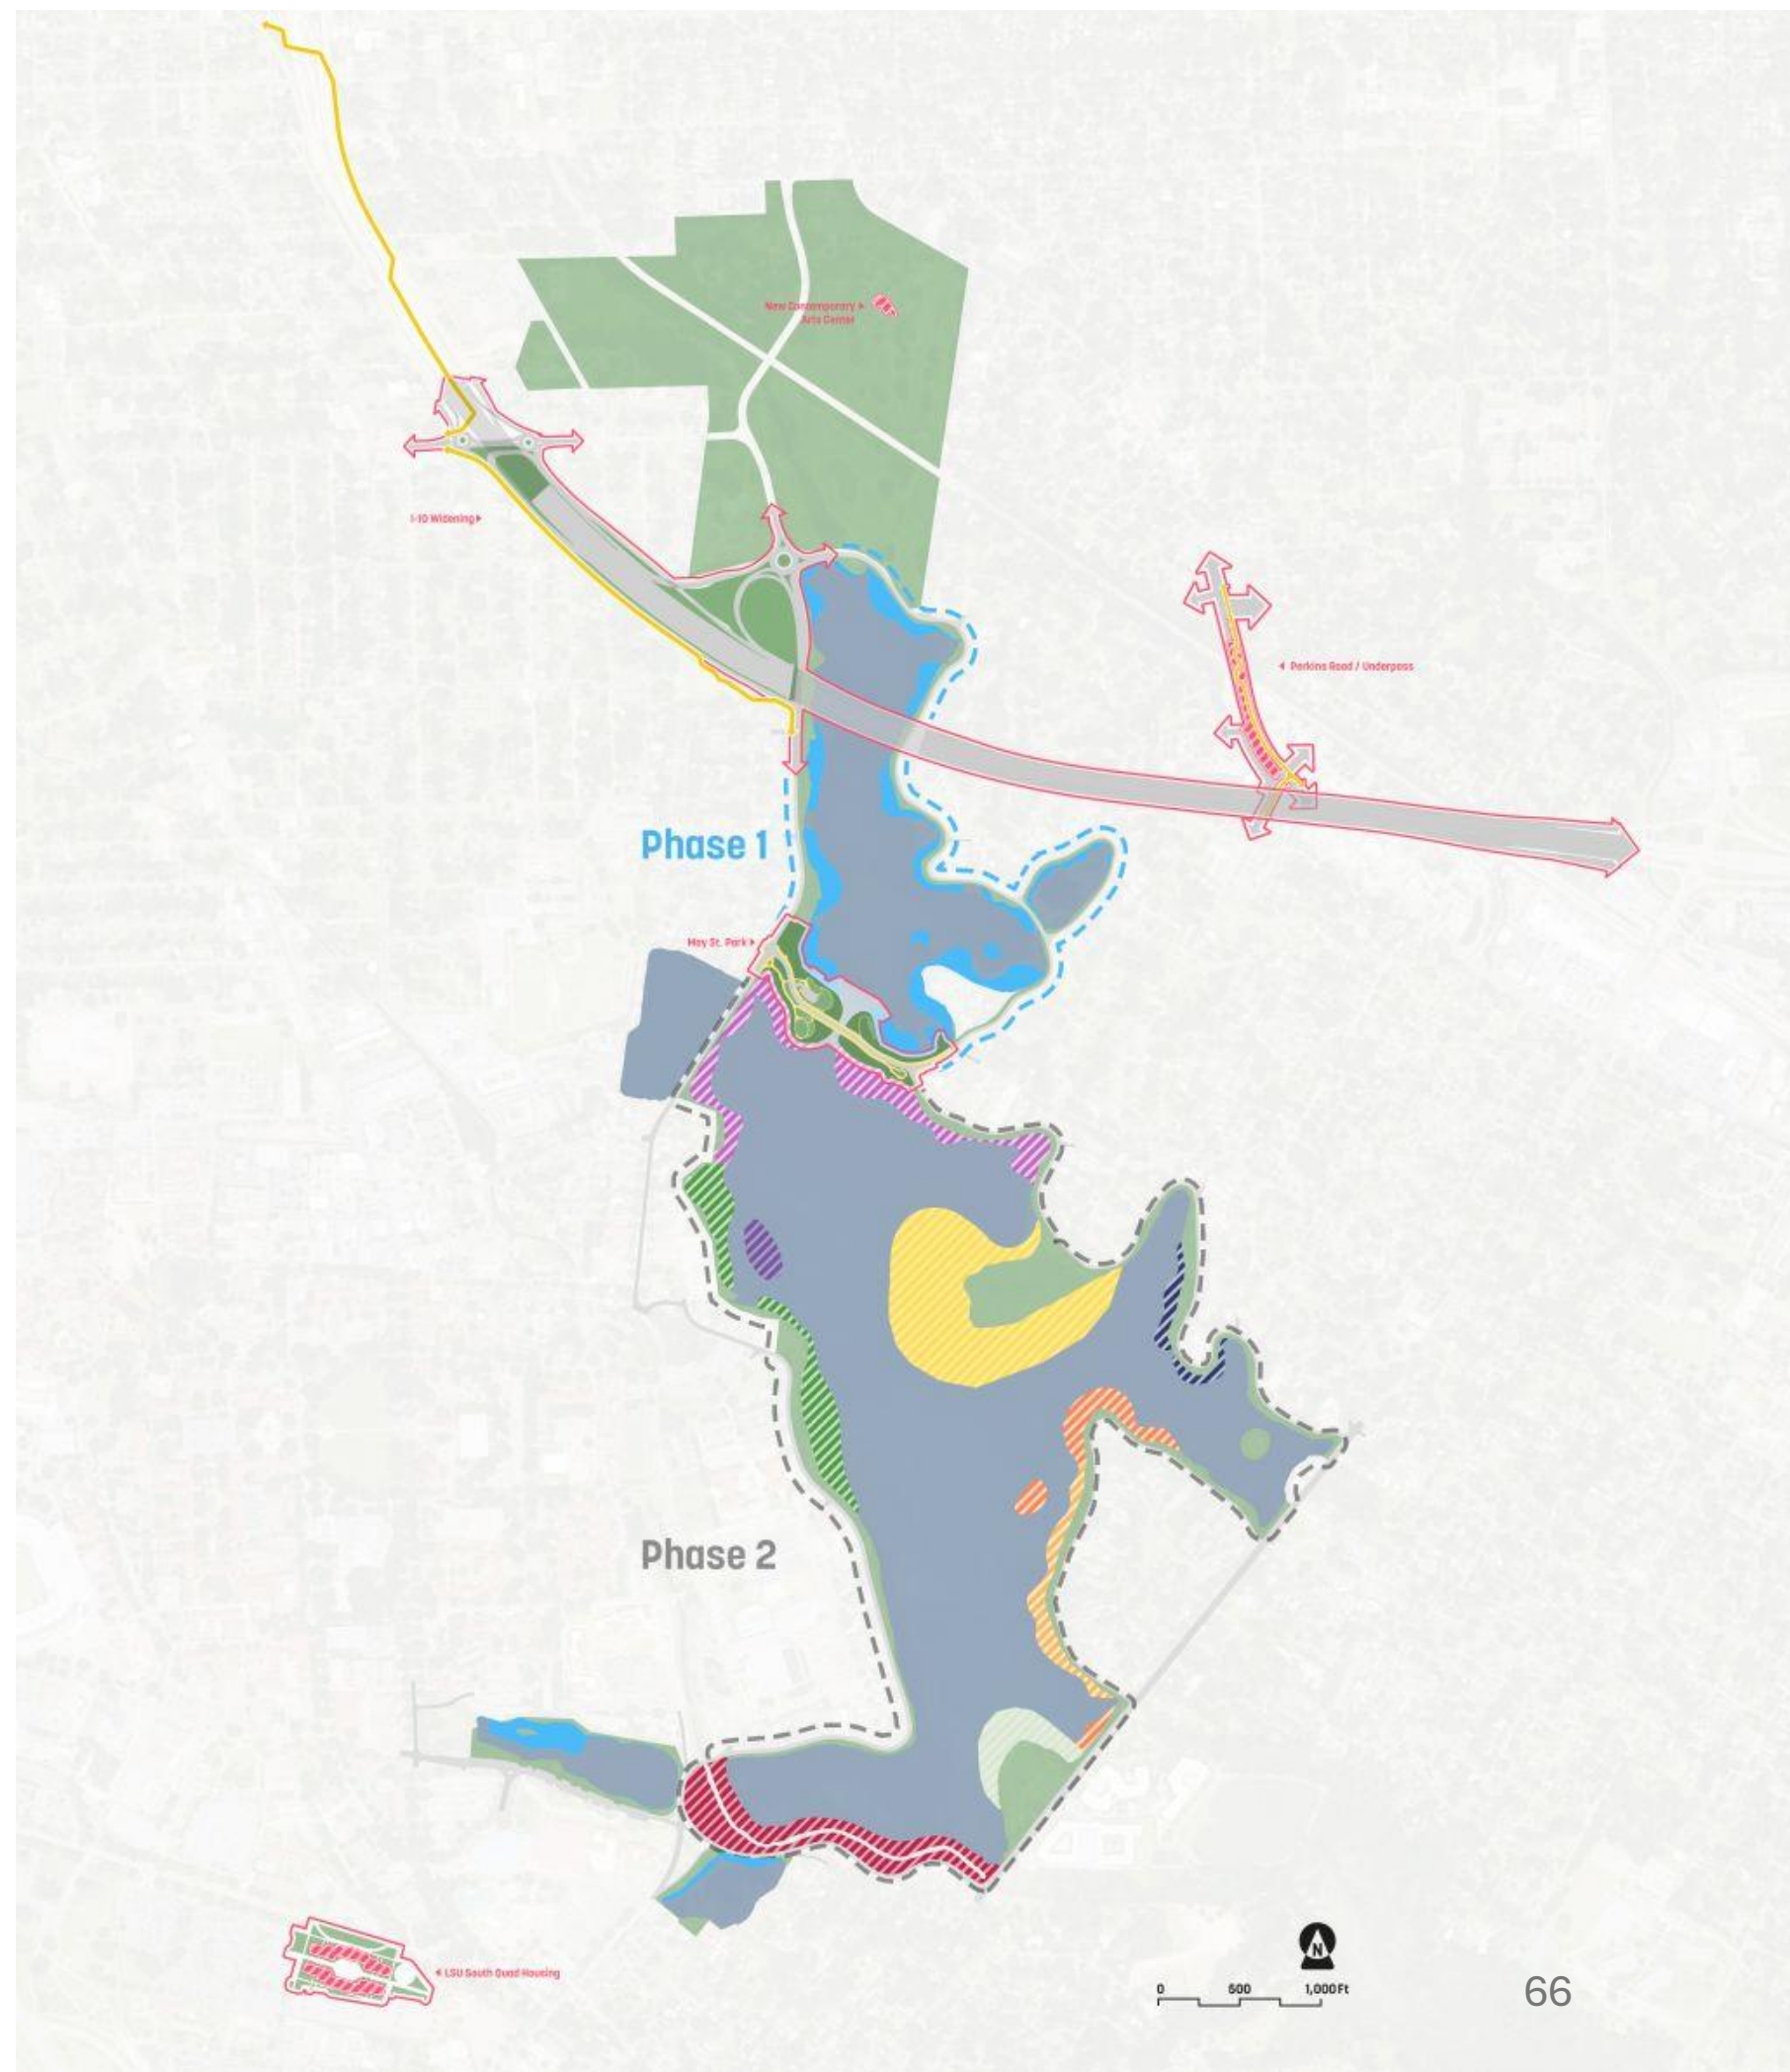 New Contemporary
Arts Center
I-10 Widening
Perkins Road / Underpass
Phase 1
May St. Park
Phase 2
LSU South Quad Housing
N
0 500 1,000 Ft
66